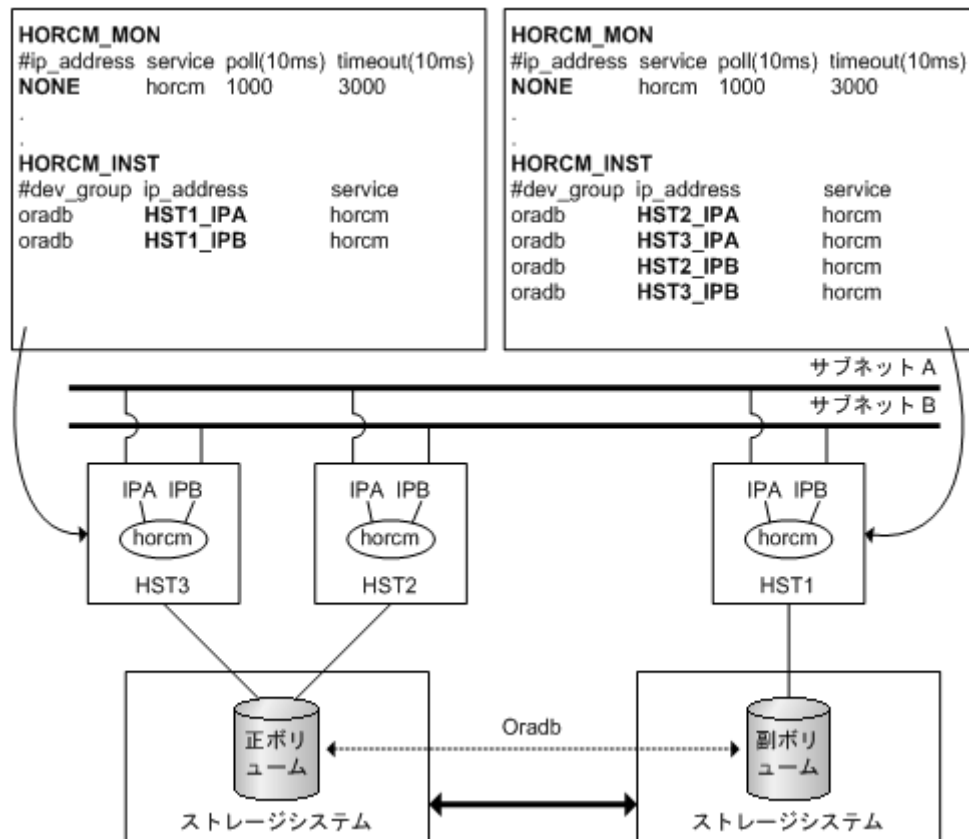 HORCM_MON
#ip_address service poll(10ms) timeout(10ms)
NONE horcm 1000 3000
.
.
HORCM_INST
#dev_group ip_address service
oradb HST1_IPA horcm
oradb HST1_IPB horcm
HORCM_MON
#ip_address service poll(10ms) timeout(10ms)
NONE horcm 1000 3000
.
.
HORCM_INST
#dev_group ip_address service
oradb HST2_IPA horcm
oradb HST3_IPA horcm
oradb HST2_IPB horcm
oradb HST3_IPB horcm
サブネット A
サブネット B
IPA IPB
horcm
HST3
IPA IPB
horcm
HST2
IPA IPB
horcm
HST1
正ボリ
ューム
Oradb
副ボリ
ューム
ストレージシステム
ストレージシステム